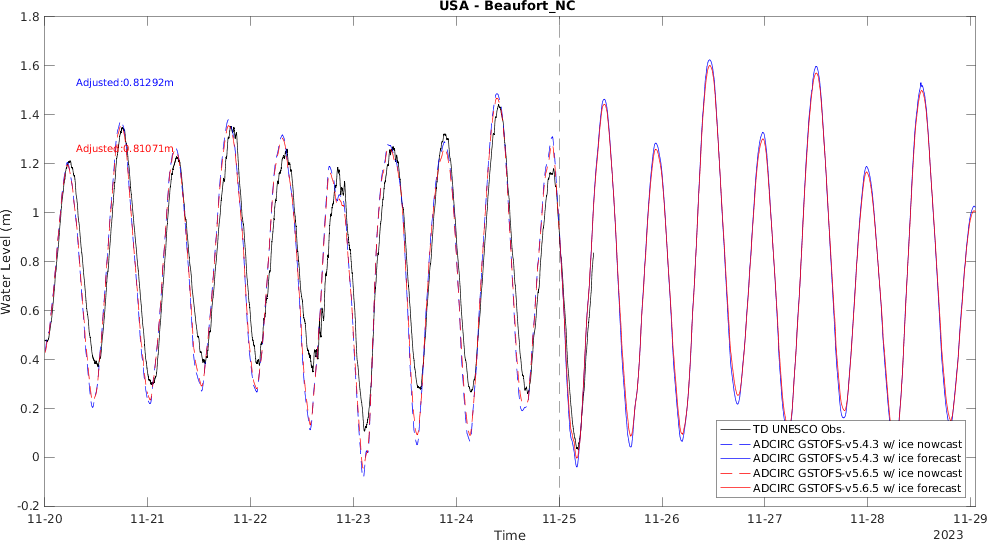 USA - Beaufort_NC
1.8
1.6
1.4
1.2
1
0.8
0.6
0.4
0.2
0
-0.2
Water Level (m)
Adjusted:0.81292m
Adjusted:0.81071m
TD UNESCO Obs.
ADCIRC GSTOFS-v5.4.3 w/ ice nowcast
ADCIRC GSTOFS-v5.4.3 w/ ice forecast
ADCIRC GSTOFS-v5.6.5 w/ ice nowcast
ADCIRC GSTOFS-v5.6.5 w/ ice forecast
11-20 11-21 11-22 11-23 11-24 11-25 11-26 11-27 11-28 11-29
Time
2023